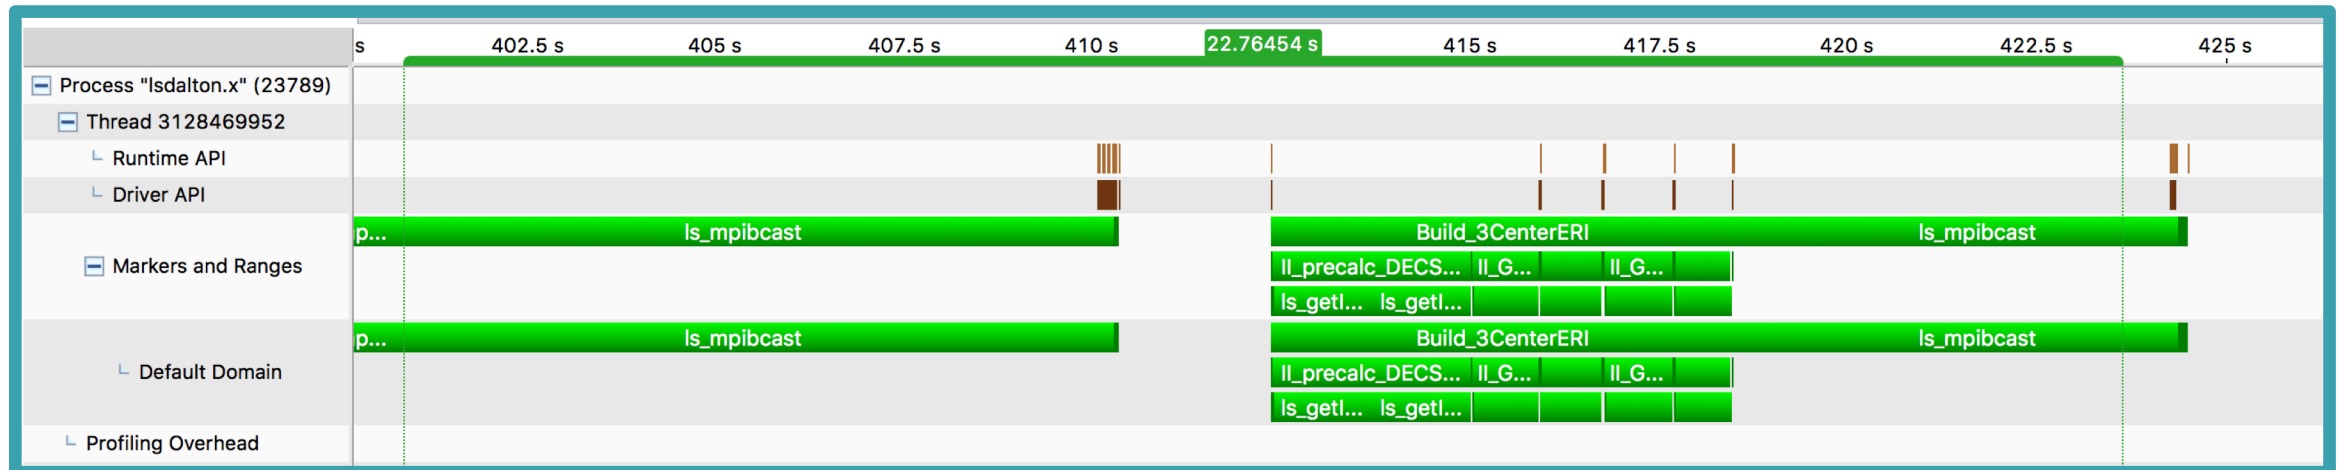 s 402.5 s 405 s 407.5 s 410 s 22.76454 s 415 s 417.5 s 420 s 422.5 s 425 s
Process "lsdalton.x" (23789)
Thread 3128469952
Runtime API
Driver API
p... ls_mpibcast Build_3CenterERI ls_mpibcast
Markers and Ranges II_precalc_DECS... II_G... II_G...
ls_getI... ls_getI...
p... ls_mpibcast Build_3CenterERI ls_mpibcast
Default Domain II_precalc_DECS... II_G... II_G...
ls_getI... ls_getI...
Profiling Overhead